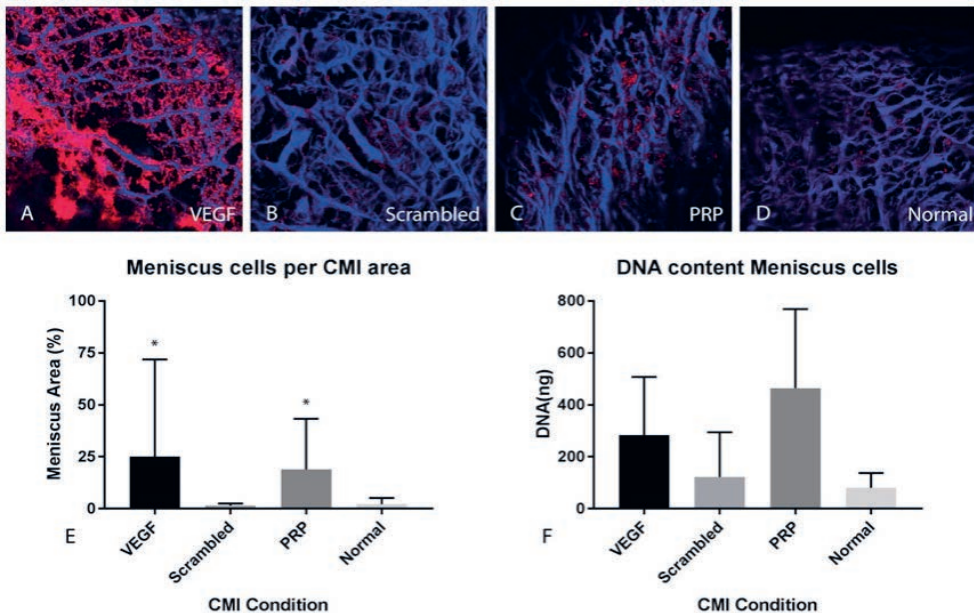 A VEGF
B Scrambled
C PRP
D Normal
Meniscus cells per CMI area
100
75
50
25
0
Meniscus Area (%)
*
*
VEGF
Scrambled
PRP
Normal
E
CMI Condition
DNA content Meniscus cells
800
600
400
200
0
DNA(ng)
VEGF
Scrambled
PRP
Normal
F
CMI Condition